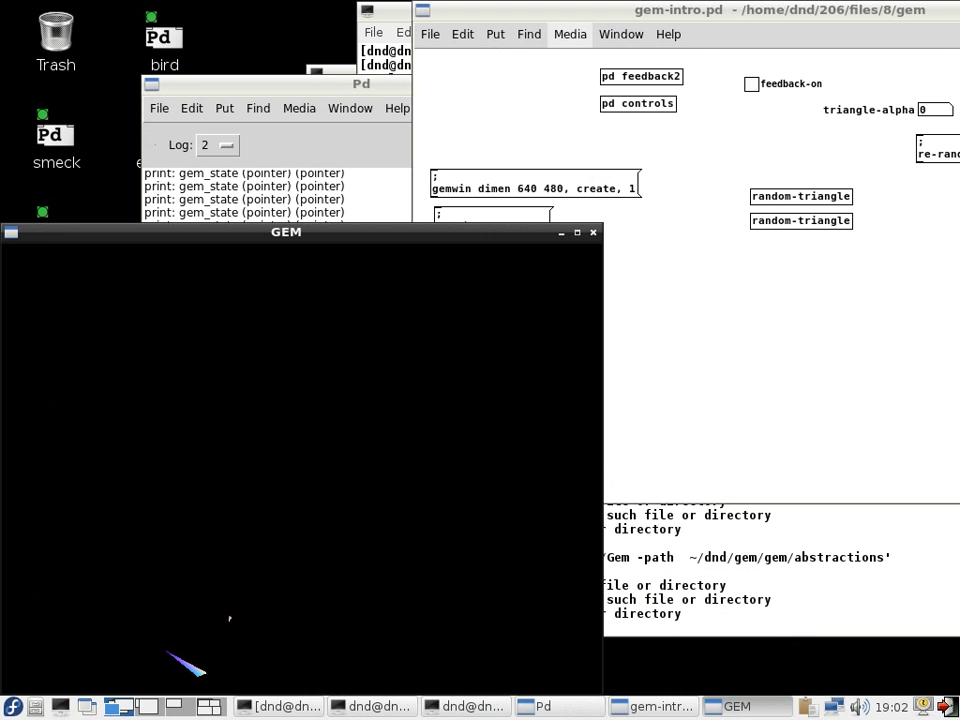 Trash
Pd
bird
Pd
smeck
File
[dnd@dn
[dnd@dn
gem-intro.pd - /home/dnd/206/files/8/gem
File Edit Put Find Media Window Help
pd feedback2
pd controls
feedback-on
triangle-alpha 0
;
re-ran
;
gemwin dimen 640 480, create, 1
;
random-triangle
random-triangle
Pd
File Edit Put Find Media Window Help
Log: 2
print: gem_state (pointer) (pointer)
print: gem_state (pointer) (pointer)
print: gem_state (pointer) (pointer)
print: gem_state (pointer) (pointer)
GEM
such file or directory
r directory
/Gem -path ~/dnd/gem/gem/abstractions'
file or directory
such file or directory
r directory
[dnd@dn... dnd@dn... dnd@dn... Pd gem-intr... GEM 19:02